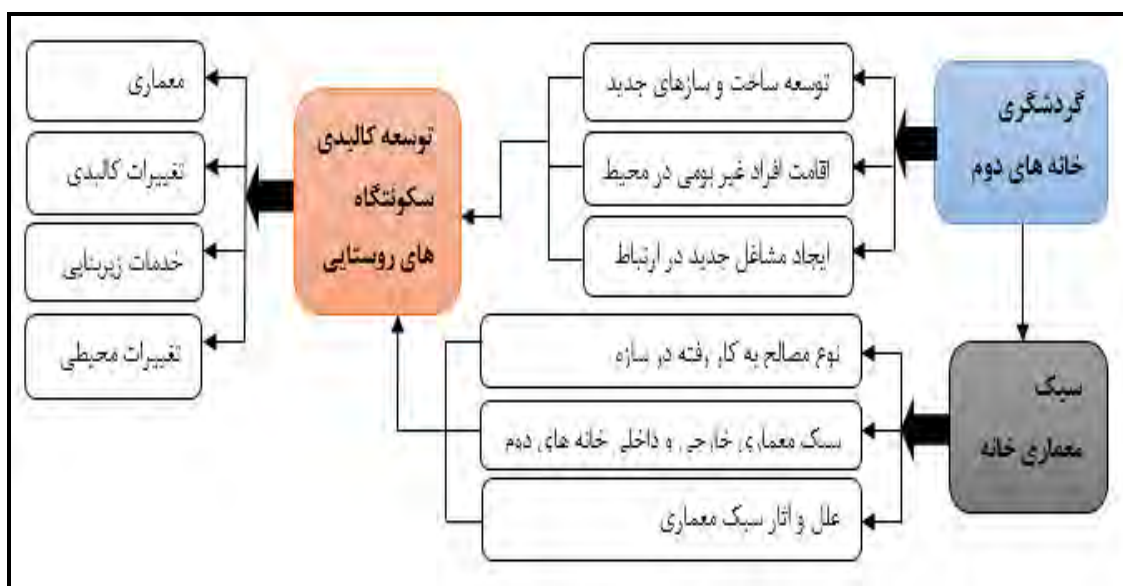 گردشگری
خانه های دوم
توسعه ساخت و سازهای جدید
اقامت افراد غیر بومی در محیط
ایجاد مشاغل جدید در ارتباط
سبک
معماری خانه
نوع مصالح به کار رفته در سازه
سبک معماری خارجی و داخلی خانه های دوم
علل و اثار سبک معماری
توسعه کالبدی
سکونتگاه
های روستایی
معماری
تغییرات کالبدی
خدمات زیربنایی
تغییرات محیطی